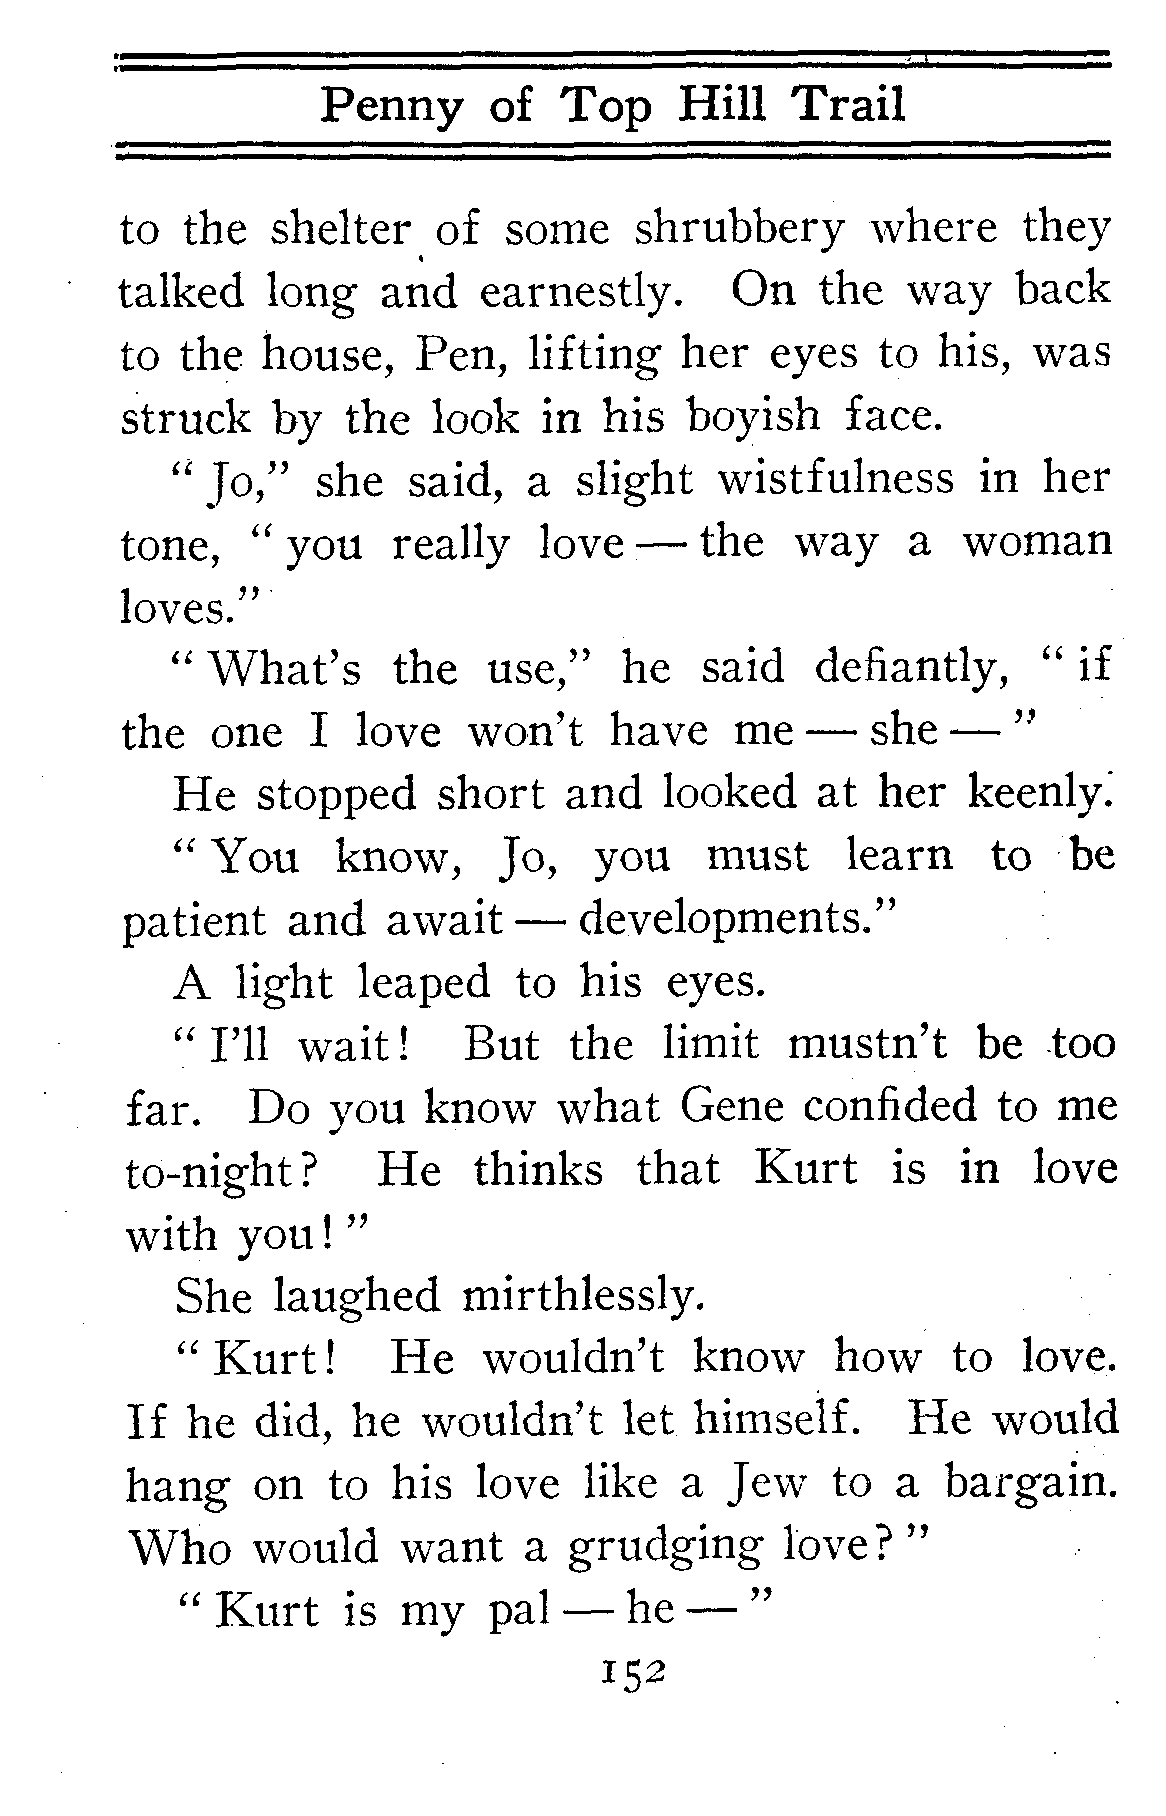 Penny of Top Hill Trail
to the shelter of some shrubbery where they
talked long and earnestly. On the way back
to the house, Pen, lifting her eyes to his, was
struck by the look in his boyish face.
“ Jo,” she said, a slight wistfulness in her
tone, “ you really love — the way a woman
loves.”
“ What’s the use,” he said defiantly, “ if
the one I love won’t have me — she — ”
He stopped short and looked at her keenly.
“ You know, Jo, you must learn to be
patient and await — developments.”
A light leaped to his eyes.
“ I’ll wait! But the limit mustn’t be too
far. Do you know what Gene confided to me
to-night? He thinks that Kurt is in love
with you! ”
She laughed mirthlessly.
“ Kurt! He wouldn’t know how to love.
If he did, he wouldn’t let himself. He would
hang on to his love like a Jew to a bargain.
Who would want a grudging love? ”
“ Kurt is my pal — he — ”
152